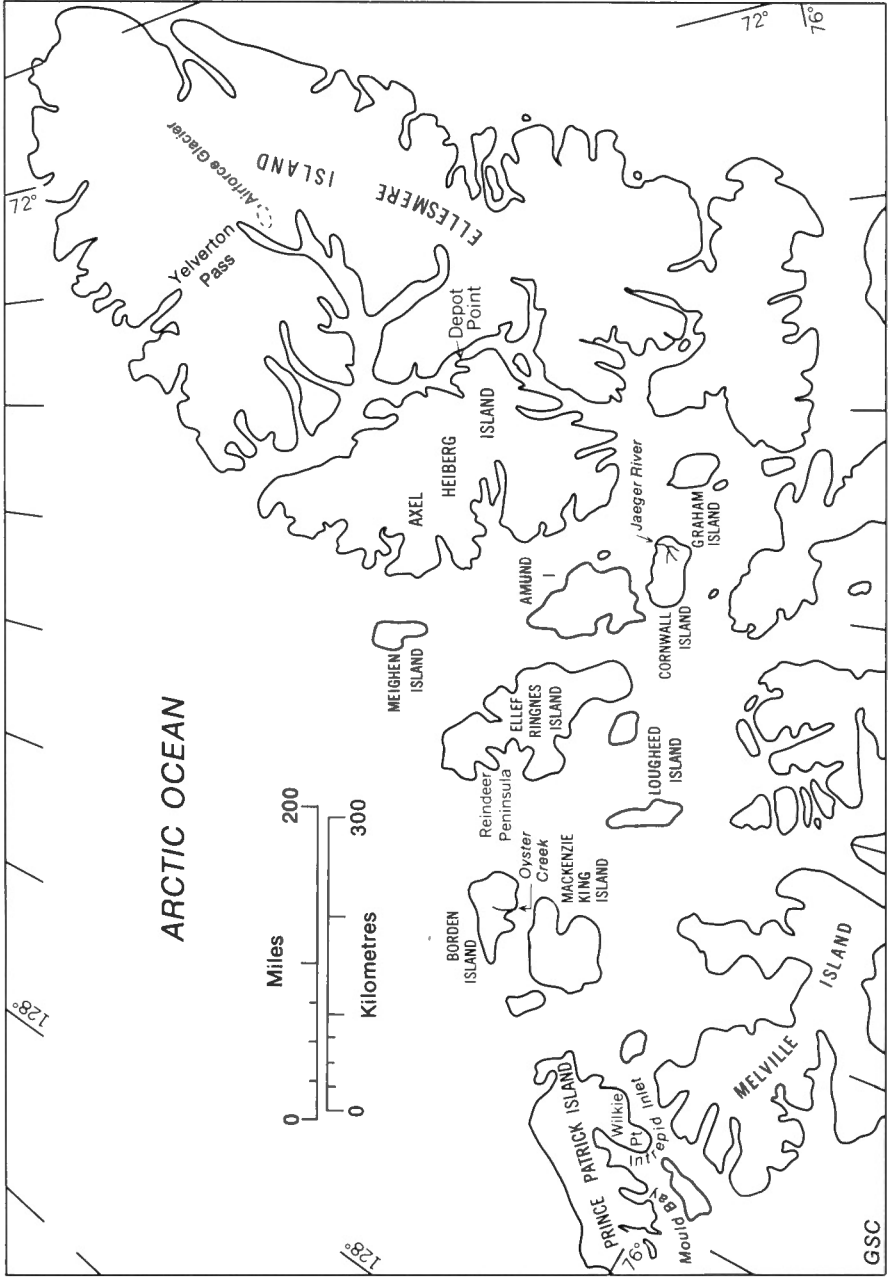 ARCTIC OCEAN
Miles
0
200
0
300
Kilometres
128°
128°
72°
72°
76°
76°
Airforce Glacier
ELLESMERE
ISLAND
Yelverton
Pass
Depot
Point
AXEL
HEIBERG
ISLAND
MEIGHEN
ISLAND
AMUND
I
Jaeger River
GRAHAM
ISLAND
CORNWALL
ISLAND
ELLEF
RINGNES
ISLAND
Reindeer
Peninsula
LOUGHEED
ISLAND
BORDEN
ISLAND
Oyster
Creek
MACKENZIE
KING
ISLAND
PRINCE PATRICK ISLAND
Wilkie
Pt
Intrepid Inlet
Mould Bay
MELVILLE
ISLAND
GSC